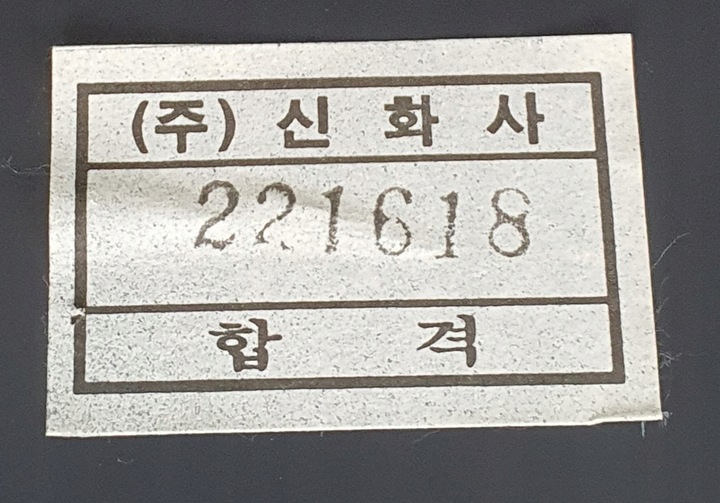 (주) 신 화 사
221618
합 격